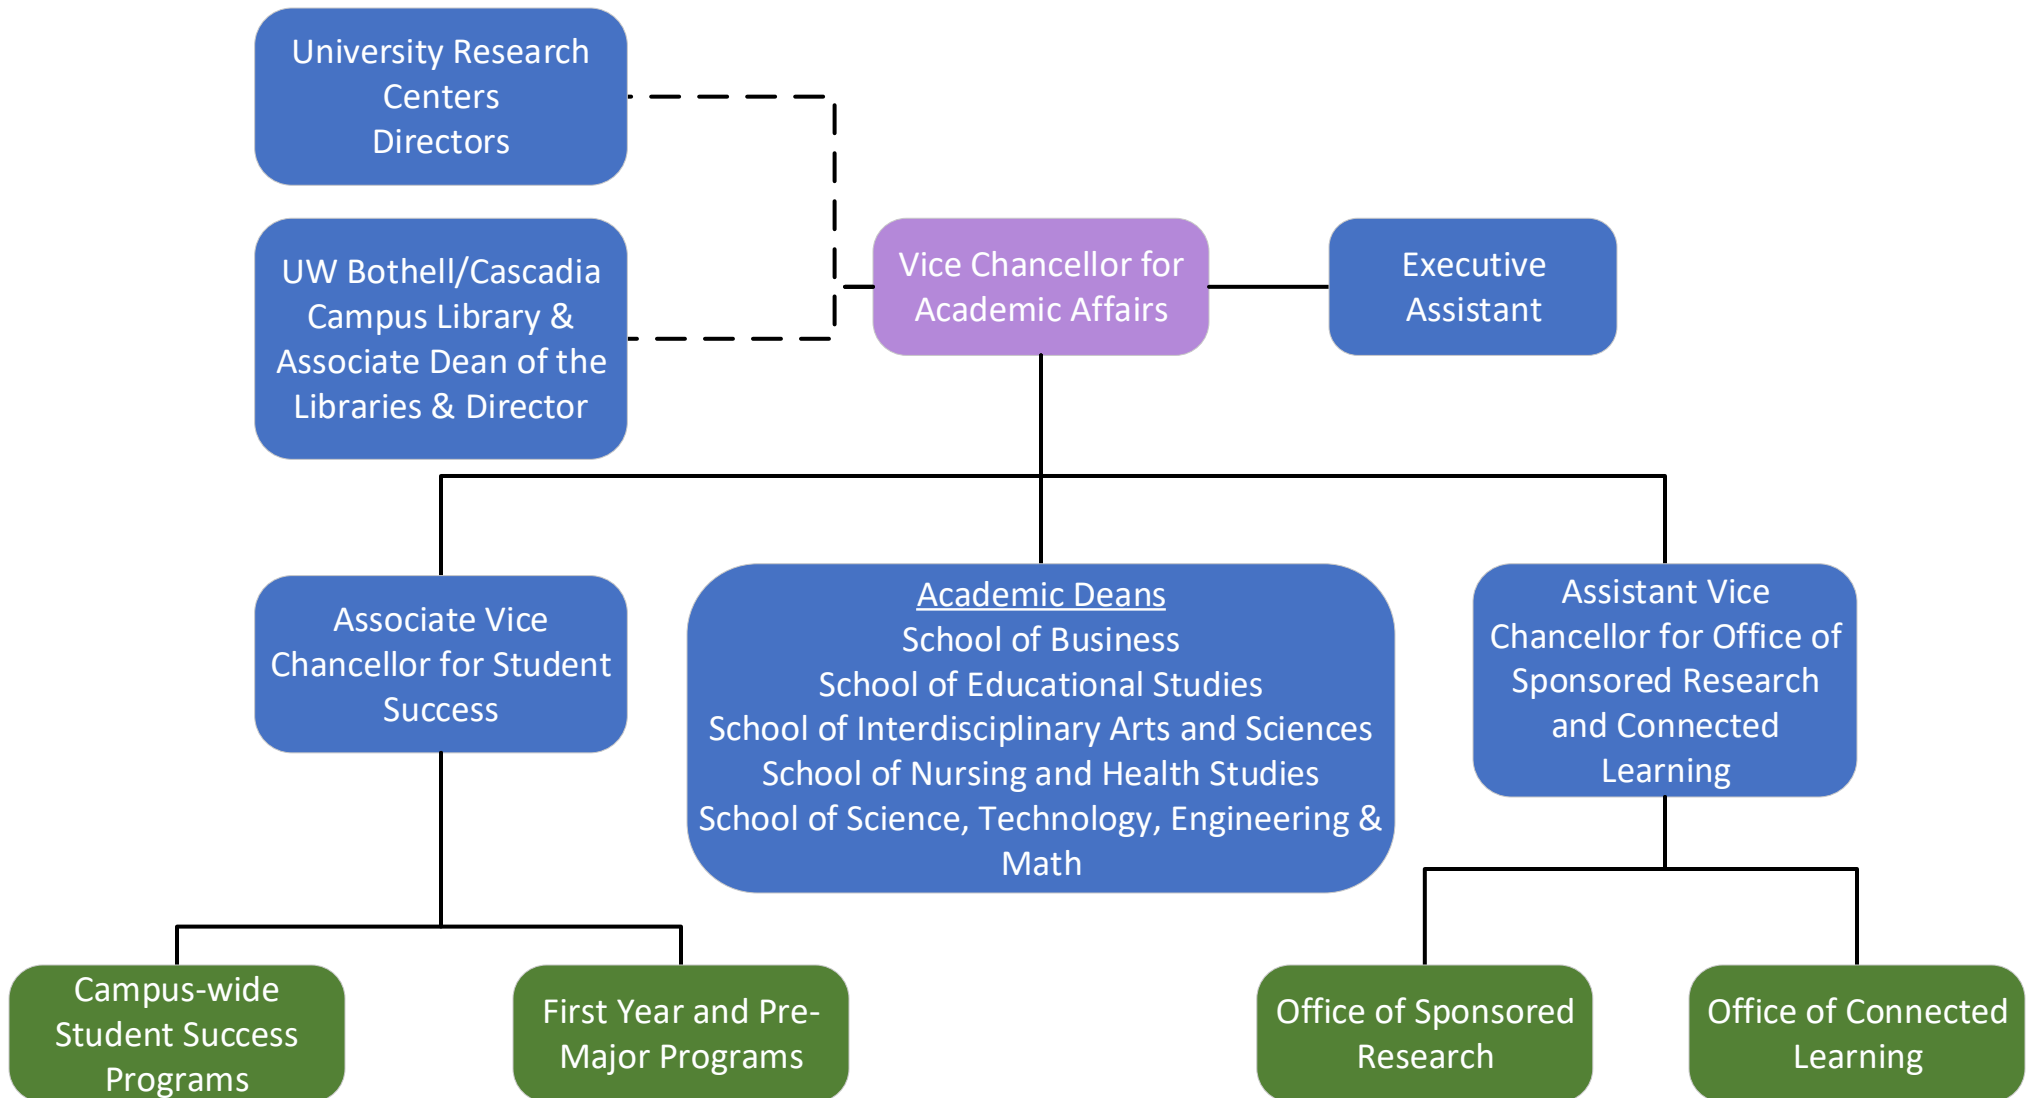 University Research
Centers
Directors
UW Bothell/Cascadia
Campus Library &
Associate Dean of the
Libraries & Director
Vice Chancellor for
Academic Affairs
Executive
Assistant
Associate Vice
Chancellor for Student
Success
Academic Deans
School of Business
School of Educational Studies
School of Interdisciplinary Arts and Sciences
School of Nursing and Health Studies
School of Science, Technology, Engineering &
Math
Assistant Vice
Chancellor for Office of
Sponsored Research
and Connected
Learning
Campus-wide
Student Success
Programs
First Year and Pre-
Major Programs
Office of Sponsored
Research
Office of Connected
Learning